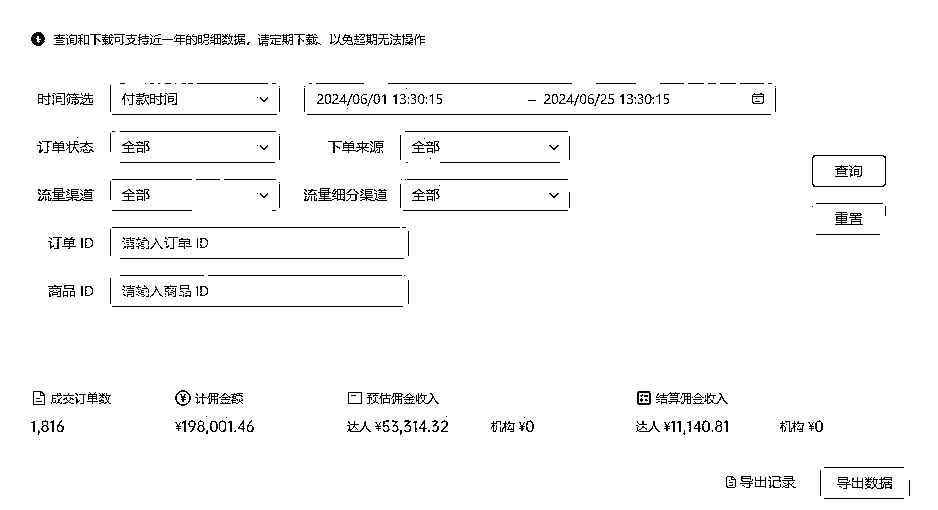 查询和下载可支持近一年的明细数据，请定期下载、以免超期无法操作
时间筛选 付款时间 2024/06/01 13:30:15 – 2024/06/25 13:30:15
订单状态 全部 下单来源 全部
查询
流量渠道 全部 流量细分渠道 全部
重置
订单 ID 请输入订单 ID
商品 ID 请输入商品 ID
成交订单数 计佣金额 预估佣金收入 结算佣金收入
1,816 ¥198,001.46 达人 ¥53,314.32 机构 ¥0 达人 ¥11,140.81 机构 ¥0
导出记录 导出数据